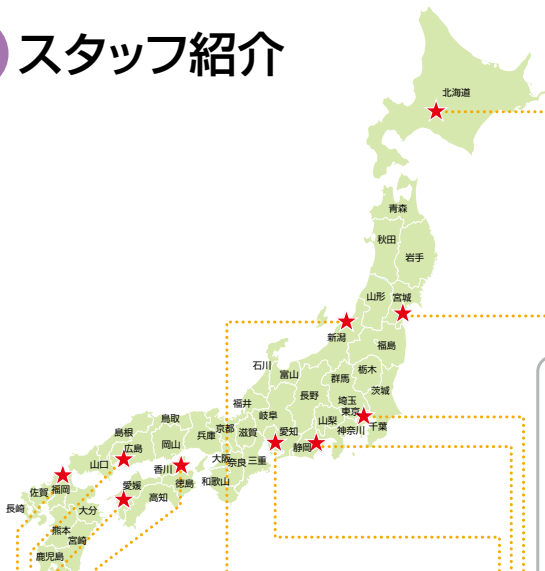 スタッフ紹介
北海道
青森
秋田
岩手
山形
宮城
新潟
福島
石川
富山
栃木
群馬
茨城
長野
埼玉
福井
東京
岐阜
山梨
千葉
鳥取
島根
京都
滋賀
愛知
神奈川
兵庫
広島
岡山
静岡
山口
大阪
奈良
三重
香川
佐賀
福岡
愛媛
徳島
和歌山
高知
長崎
大分
熊本
宮崎
鹿児島